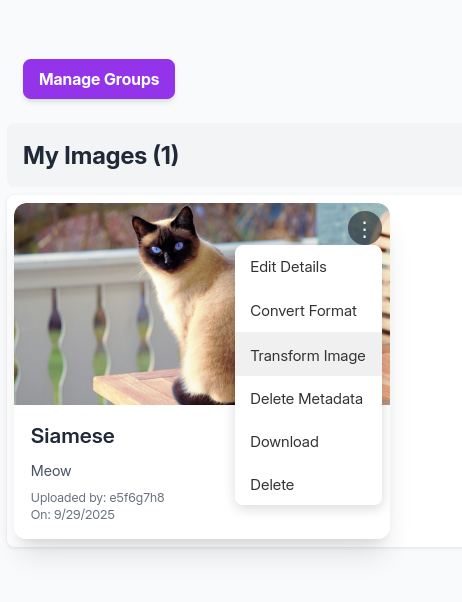 Manage Groups
My Images (1)
⋮
Edit Details
Convert Format
Transform Image
Delete Metadata
Download
Delete
Siamese
Meow
Uploaded by: e5f6g7h8
On: 9/29/2025